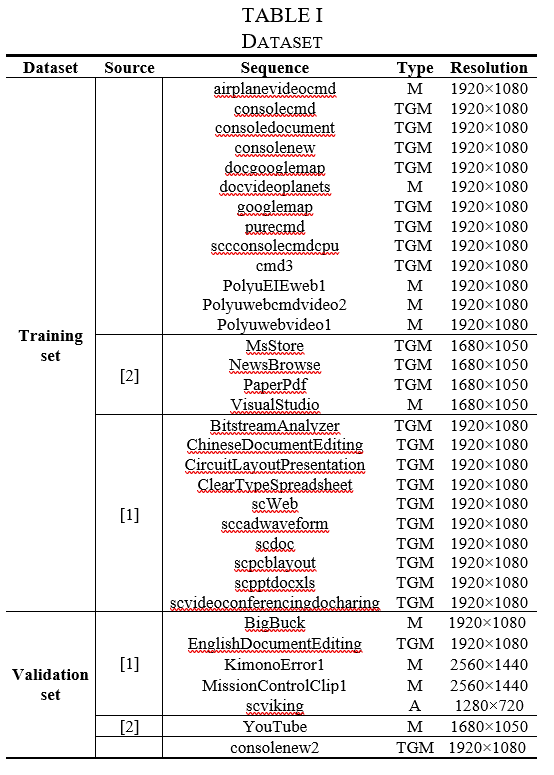 TABLE I
DATASET
Dataset Source Sequence Type Resolution
airplanevideocmd M 1920×1080
consolecmd TGM 1920×1080
consoledocument TGM 1920×1080
consolenew TGM 1920×1080
docgooglemap TGM 1920×1080
docvideoplanets M 1920×1080
googlemap TGM 1920×1080
purecmd TGM 1920×1080
sccconsolecmdcpu TGM 1920×1080
cmd3 TGM 1920×1080
PolyuEIEweb1 M 1920×1080
Polyuwebcmdvideo2 M 1920×1080
Polyuwebvideo1 M 1920×1080
Training set
MsStore TGM 1680×1050
NewsBrowse TGM 1680×1050
[2]
PaperPdf TGM 1680×1050
VisualStudio M 1680×1050
BitstreamAnalyzer TGM 1920×1080
ChineseDocumentEditing TGM 1920×1080
CircuitLayoutPresentation TGM 1920×1080
ClearTypeSpreadsheet TGM 1920×1080
scWeb TGM 1920×1080
[1]
sccadwaveform TGM 1920×1080
scdoc TGM 1920×1080
scpcblayout TGM 1920×1080
scpptdocxls TGM 1920×1080
scvideoconferencingdocharing TGM 1920×1080
BigBuck M 1920×1080
EnglishDocumentEditing TGM 1920×1080
[1] KimonoError1 M 2560×1440
Validation set
MissionControlClip1 M 2560×1440
scviking A 1280×720
[2] YouTube M 1680×1050
consolenew2 TGM 1920×1080